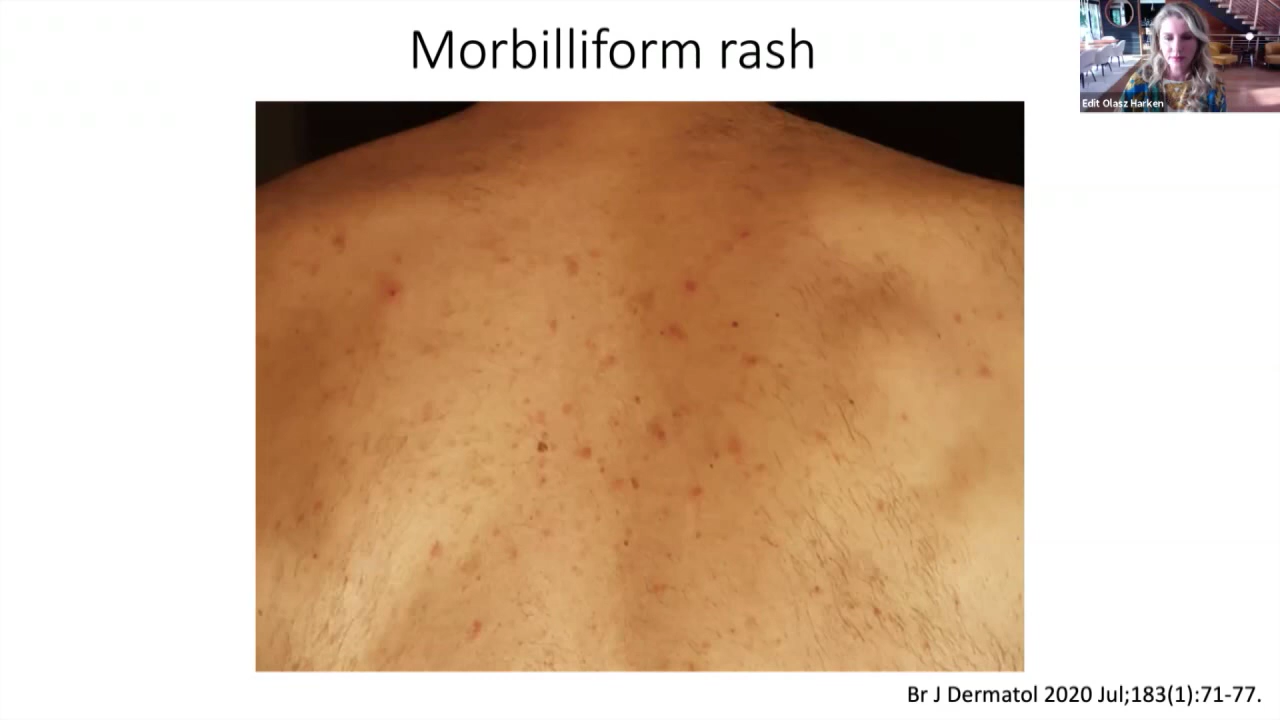 Morbilliform rash
Edit Olasz Harken
Br J Dermatol 2020 Jul;183(1):71-77.